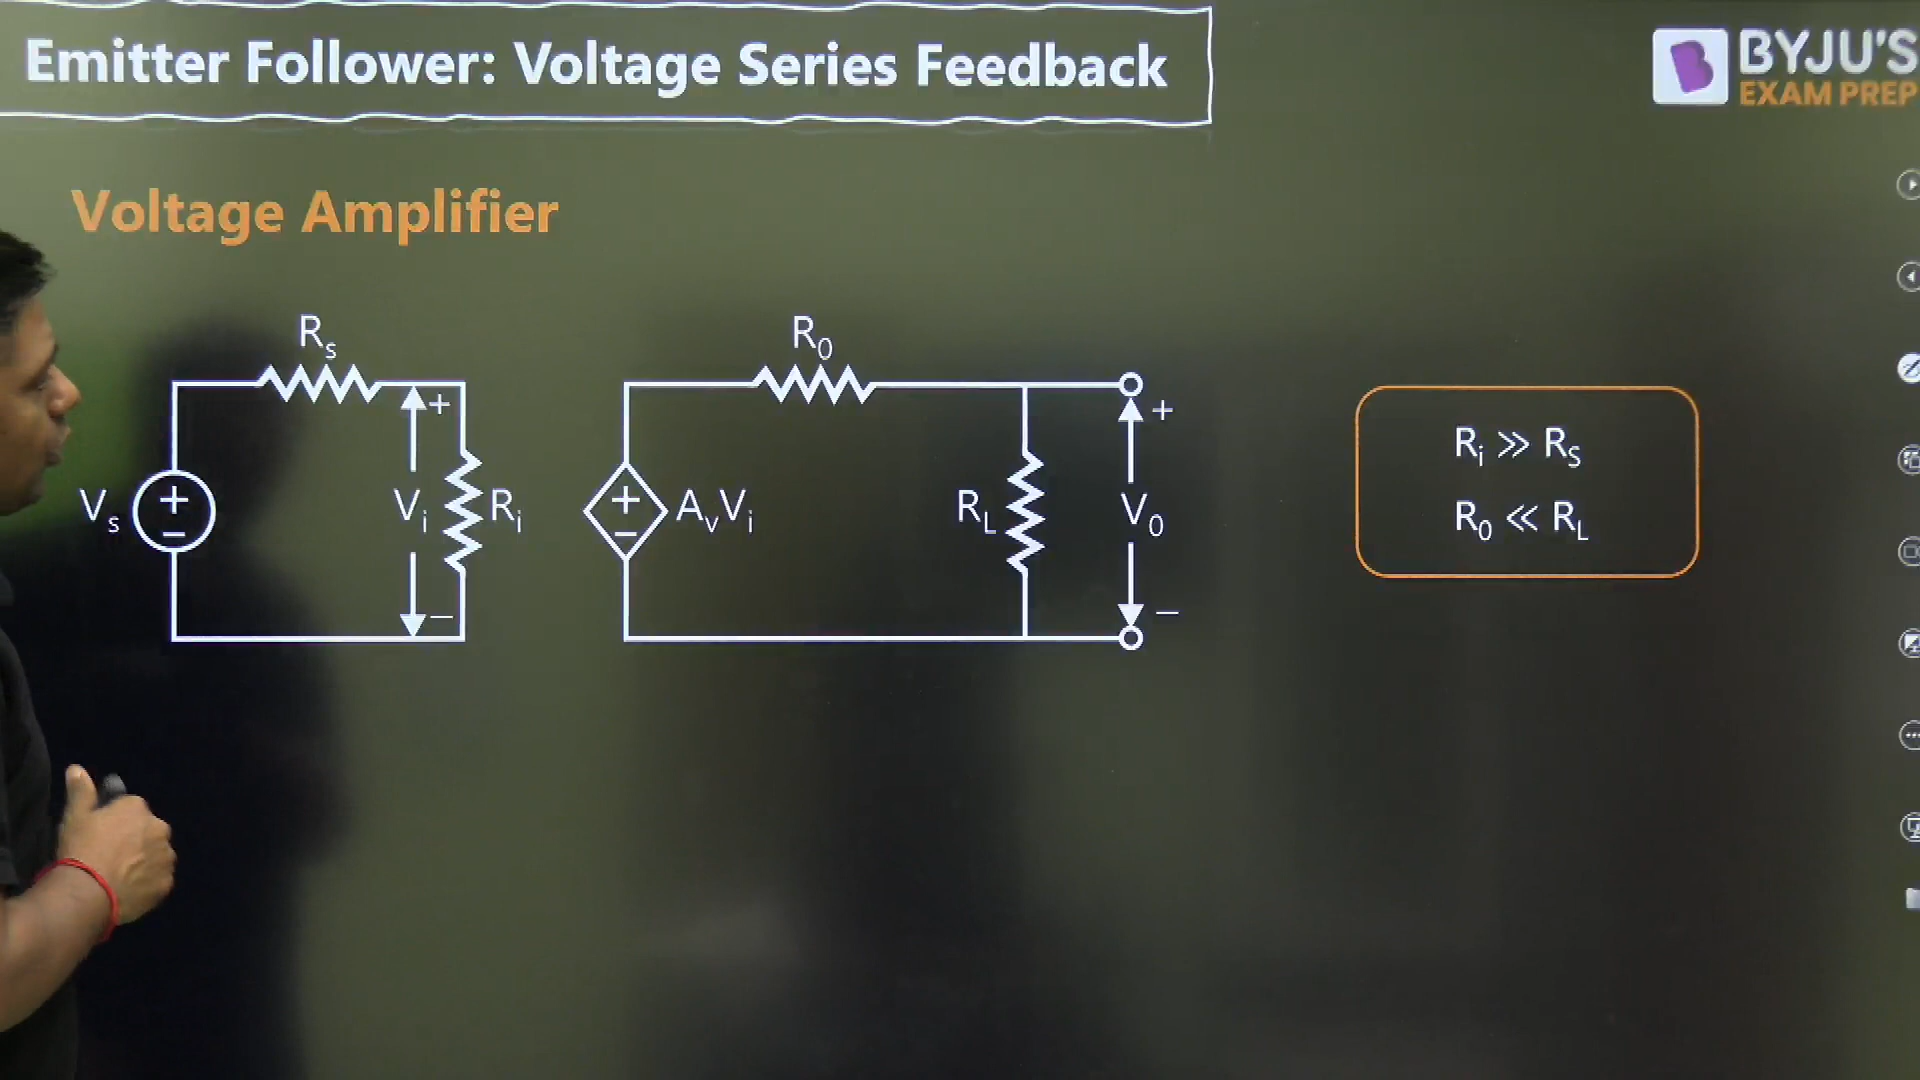 Emitter Follower: Voltage Series Feedback
BYJU'S
EXAM PREP
Voltage Amplifier
Rs
R0
+
+
Ri ≫ RS
Vs
+
−
Vi
Ri
+
−
AvVi
RL
V0
R0 ≪ RL
−
−